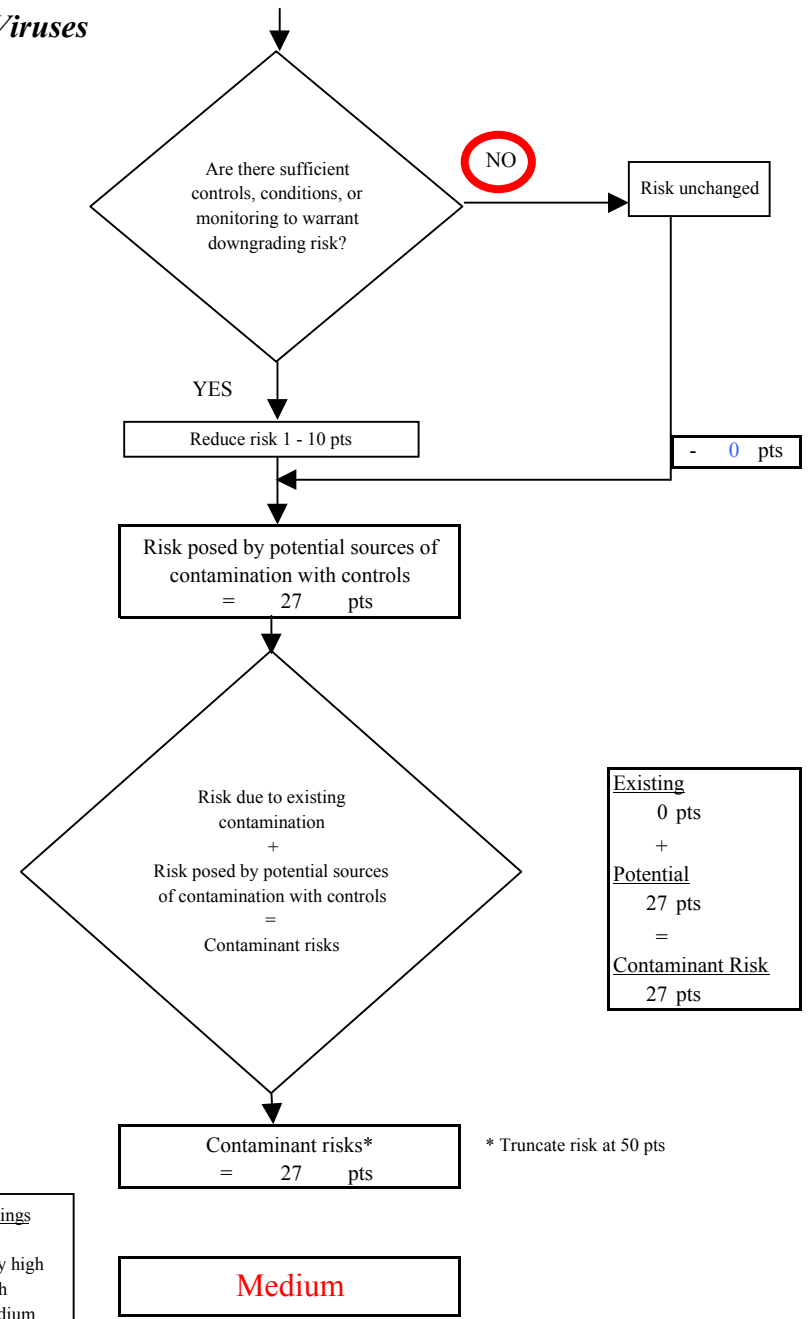 Viruses
Are there sufficient
controls, conditions, or
monitoring to warrant
downgrading risk?
NO
Risk unchanged
YES
Reduce risk 1 - 10 pts
- 0 pts
Risk posed by potential sources of
contamination with controls
= 27 pts
Risk due to existing
contamination
+
Risk posed by potential sources
of contamination with controls
=
Contaminant risks
Existing
0 pts
+
Potential
27 pts
=
Contaminant Risk
27 pts
Contaminant risks*
= 27 pts
* Truncate risk at 50 pts
high
Medium